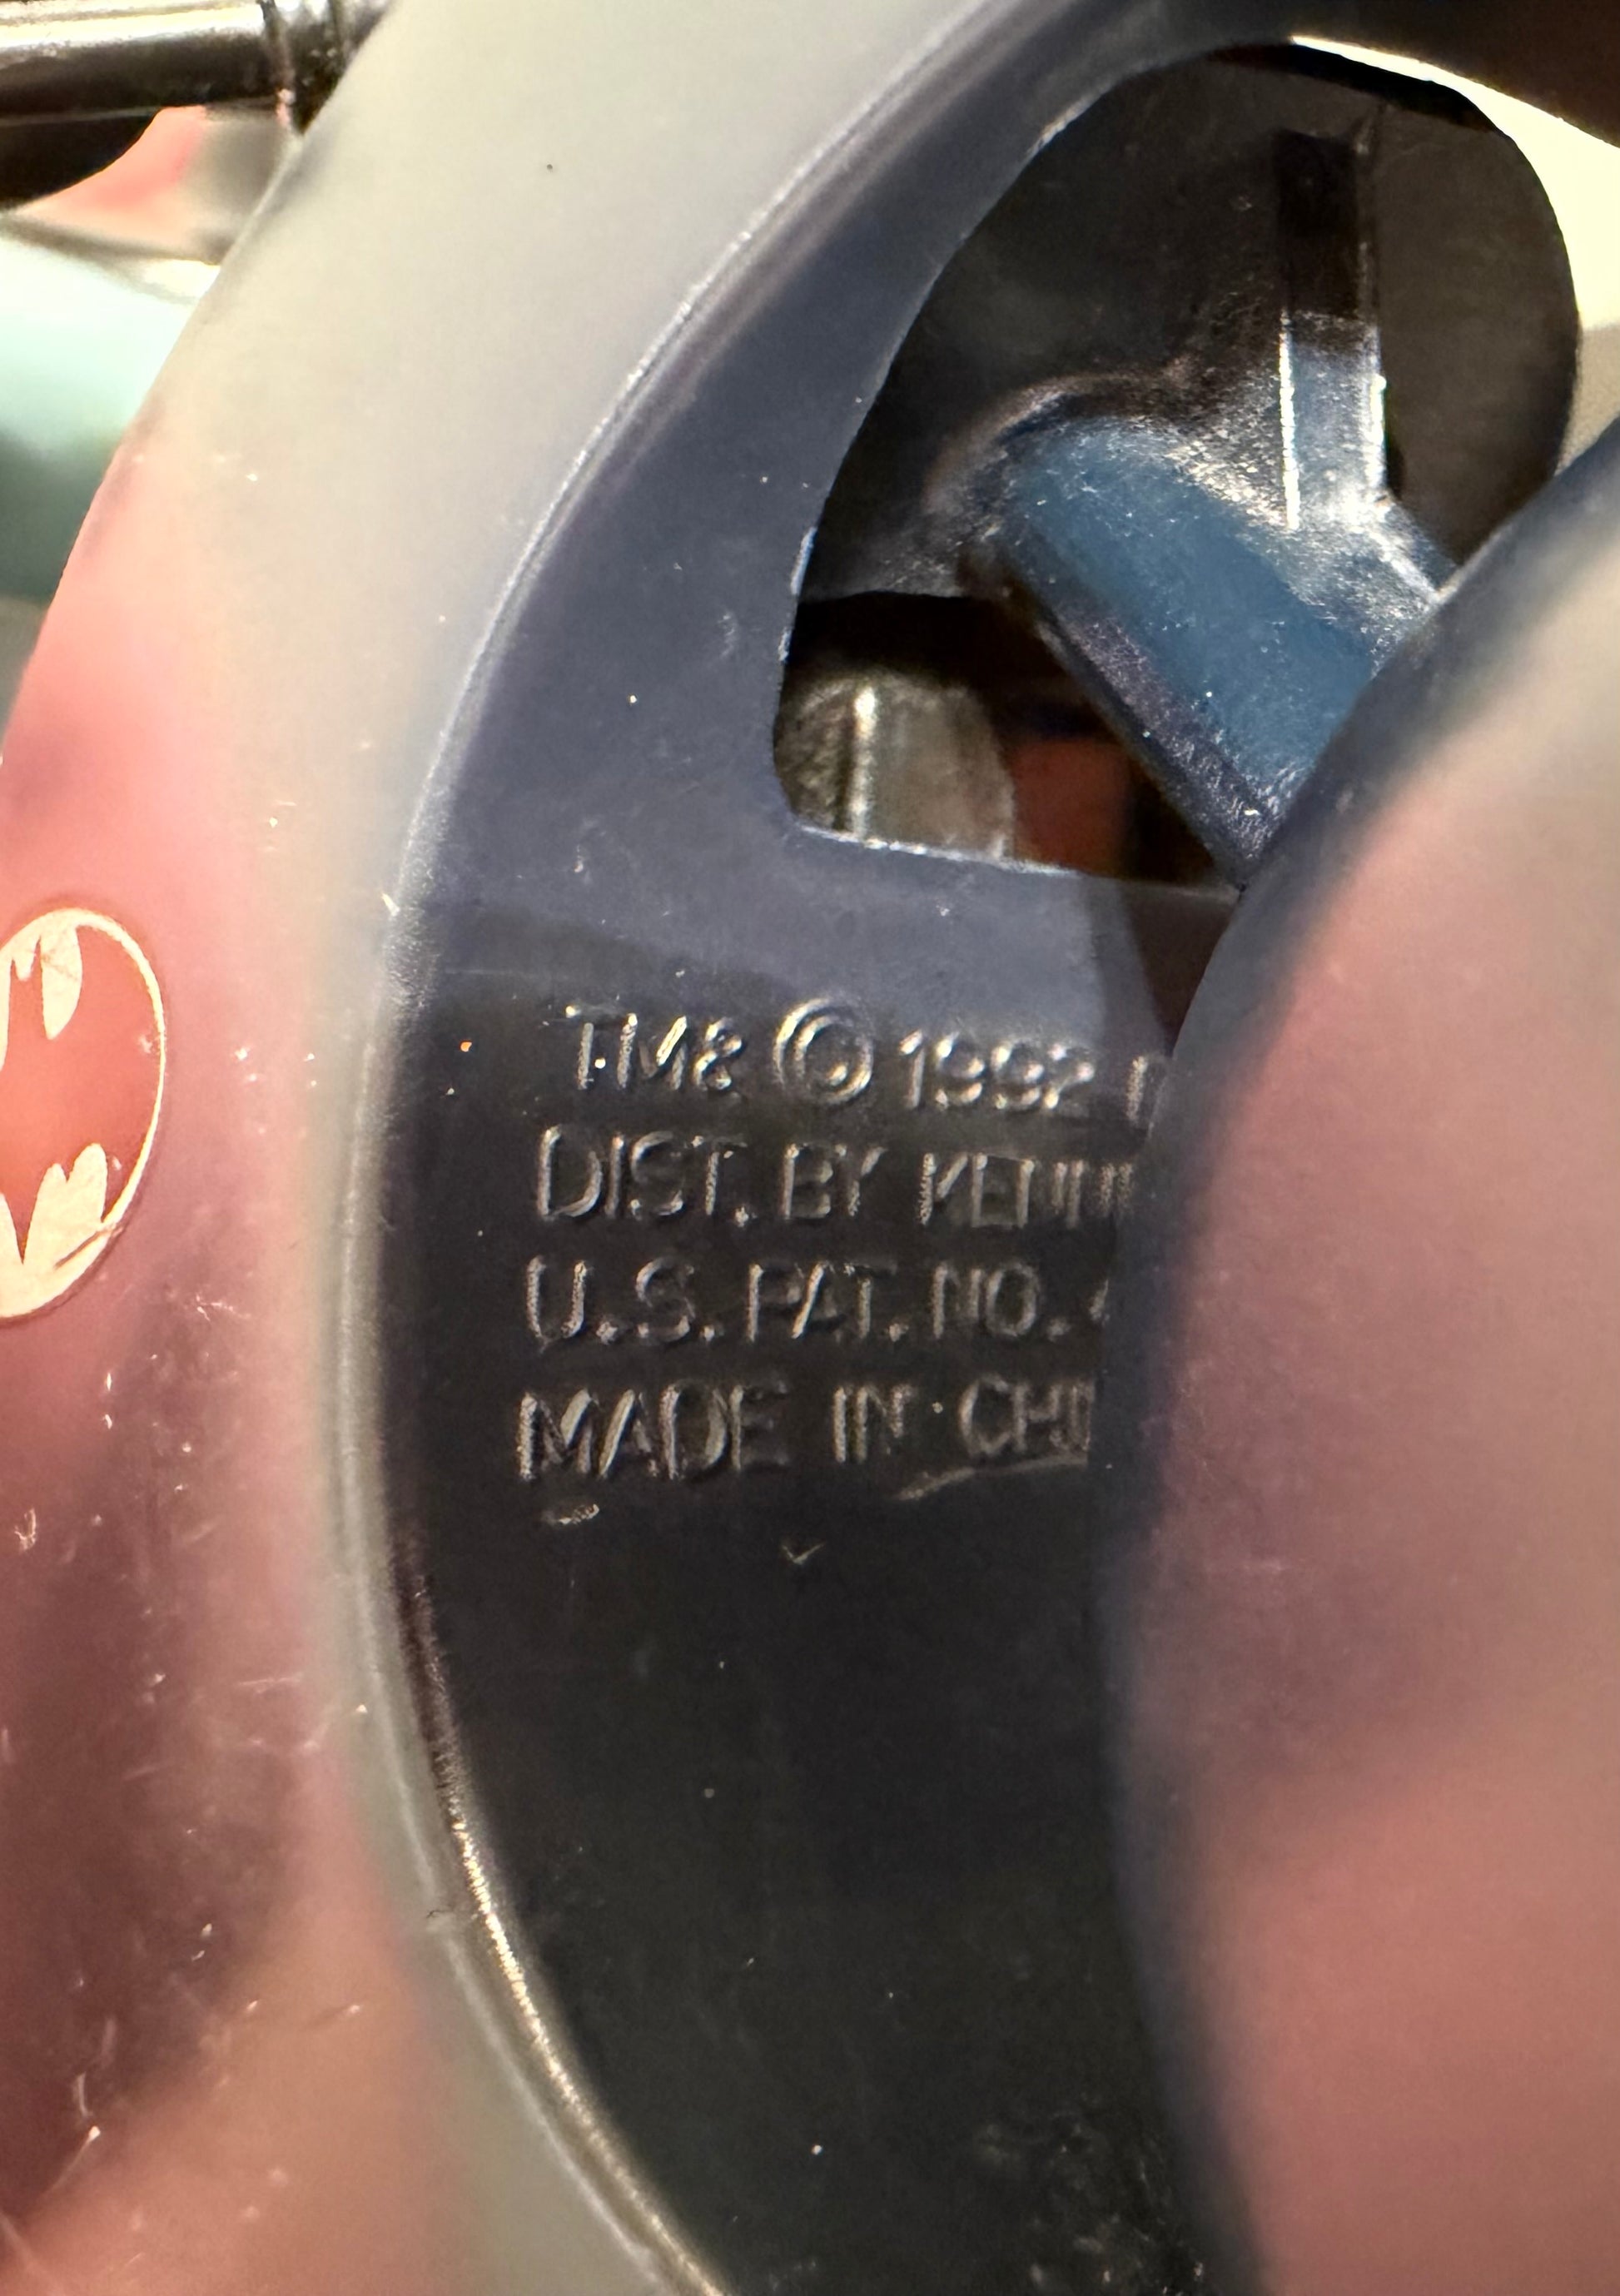 TM & © 1992
DIST. BY
U.S. PAT. NO.
MADE IN